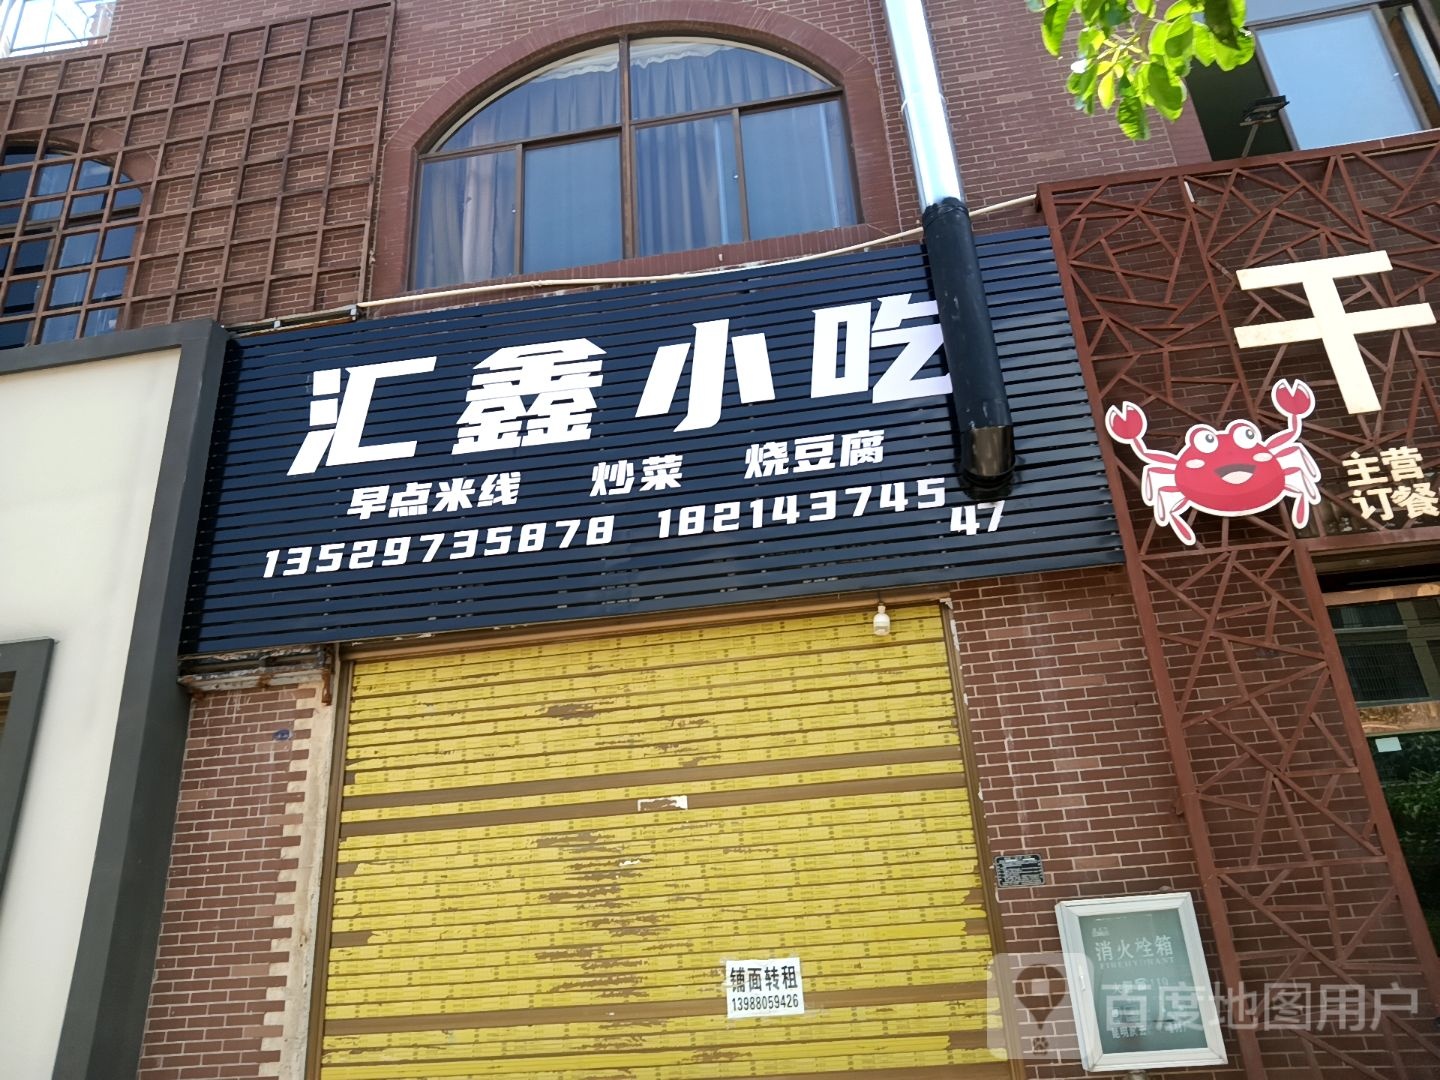 汇鑫小吃
早点米线 炒菜 烧豆腐
13529735878 18214374547
干
主营
订餐
铺面转租
13988059426
消火栓箱
FIREHYDRANT
百度地图用户